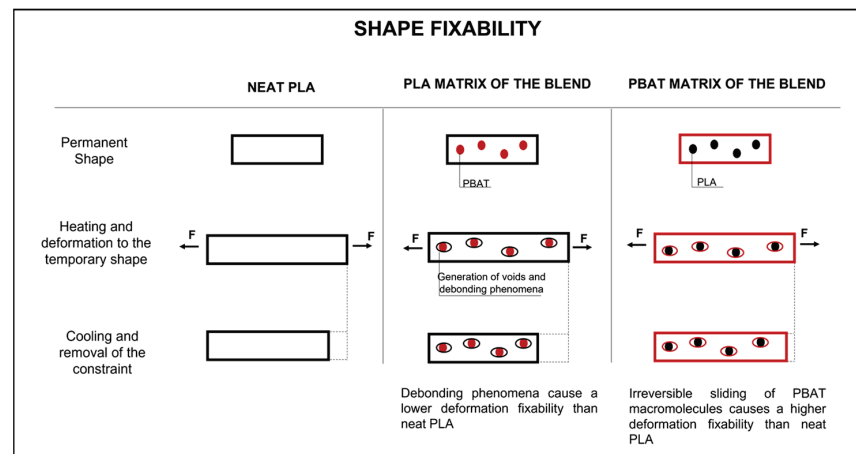 SHAPE FIXABILITY
NEAT PLA
PLA MATRIX OF THE BLEND
PBAT MATRIX OF THE BLEND
Permanent
Shape
PBAT
PLA
Heating and
deformation to the
temporary shape
F
F
F
F
F
F
Generation of voids and
debonding phenomena
Cooling and
removal of the
constraint
Debonding phenomena cause a
lower deformation fixability than
neat PLA
Irreversible sliding of PBAT
macromolecules causes a higher
deformation fixability than neat
PLA